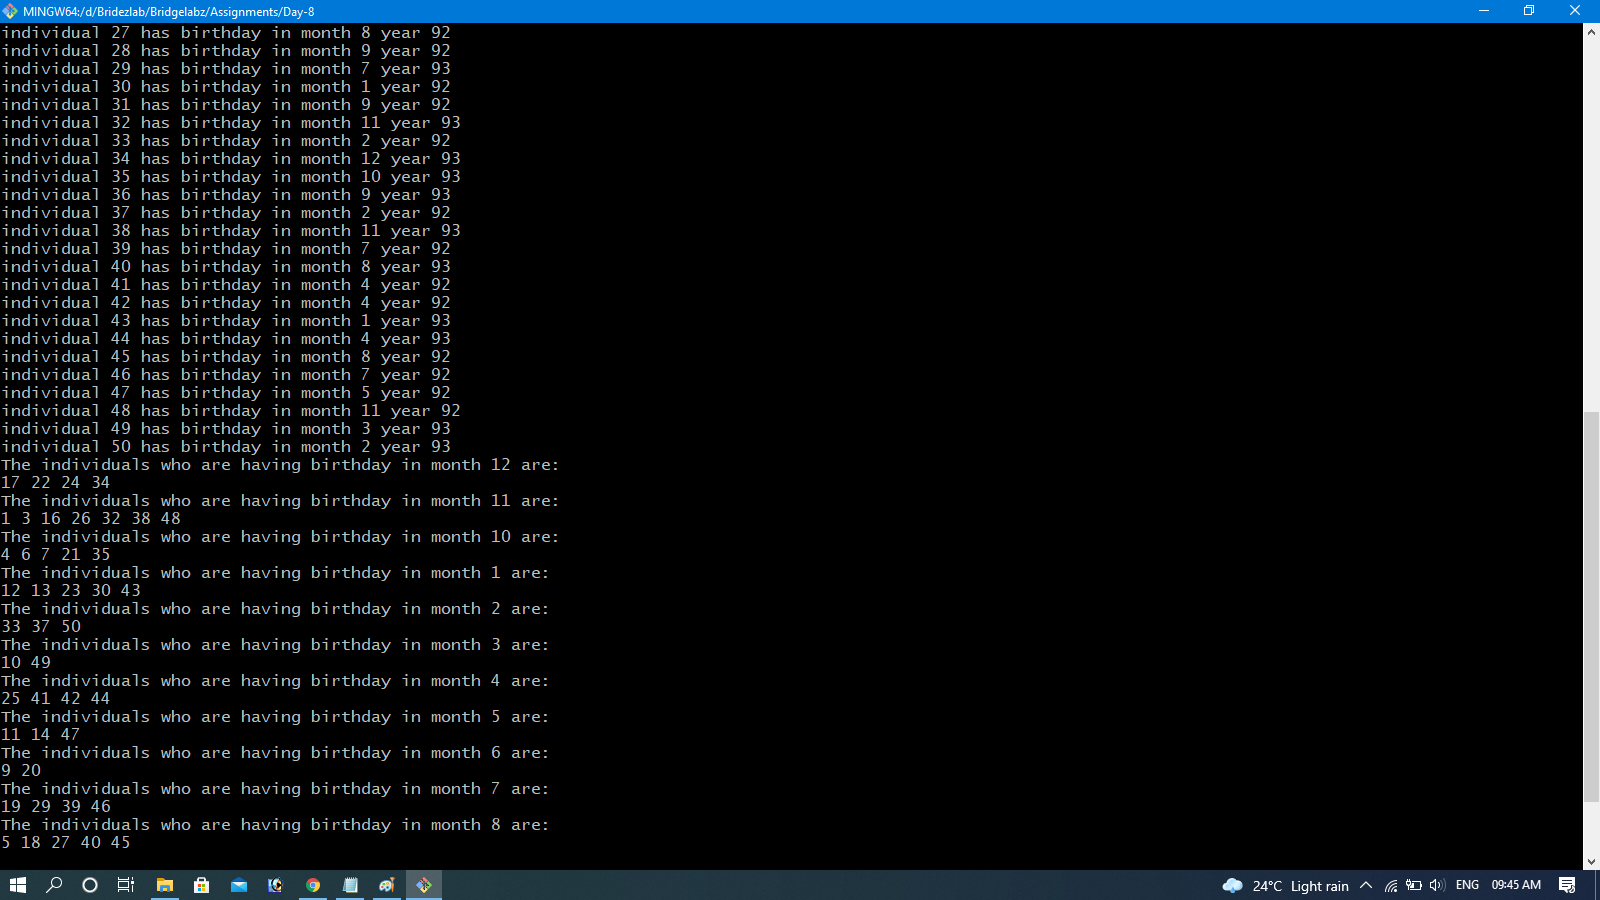 MINGW64:/d/Bridezlab/Bridgelabz/Assignments/Day-8
individual 27 has birthday in month 8 year 92
individual 28 has birthday in month 9 year 92
individual 29 has birthday in month 7 year 93
individual 30 has birthday in month 1 year 92
individual 31 has birthday in month 9 year 92
individual 32 has birthday in month 11 year 93
individual 33 has birthday in month 2 year 92
individual 34 has birthday in month 12 year 93
individual 35 has birthday in month 10 year 93
individual 36 has birthday in month 9 year 93
individual 37 has birthday in month 2 year 92
individual 38 has birthday in month 11 year 93
individual 39 has birthday in month 7 year 92
individual 40 has birthday in month 8 year 93
individual 41 has birthday in month 4 year 92
individual 42 has birthday in month 4 year 92
individual 43 has birthday in month 1 year 93
individual 44 has birthday in month 4 year 93
individual 45 has birthday in month 8 year 92
individual 46 has birthday in month 7 year 92
individual 47 has birthday in month 5 year 92
individual 48 has birthday in month 11 year 92
individual 49 has birthday in month 3 year 93
individual 50 has birthday in month 2 year 93
The individuals who are having birthday in month 12 are:
17 22 24 34
The individuals who are having birthday in month 11 are:
1 3 16 26 32 38 48
The individuals who are having birthday in month 10 are:
4 6 7 21 35
The individuals who are having birthday in month 1 are:
12 13 23 30 43
The individuals who are having birthday in month 2 are:
33 37 50
The individuals who are having birthday in month 3 are:
10 49
The individuals who are having birthday in month 4 are:
25 41 42 44
The individuals who are having birthday in month 5 are:
11 14 47
The individuals who are having birthday in month 6 are:
9 20
The individuals who are having birthday in month 7 are:
19 29 39 46
The individuals who are having birthday in month 8 are:
5 18 27 40 45
24°C Light rain ENG 09:45 AM